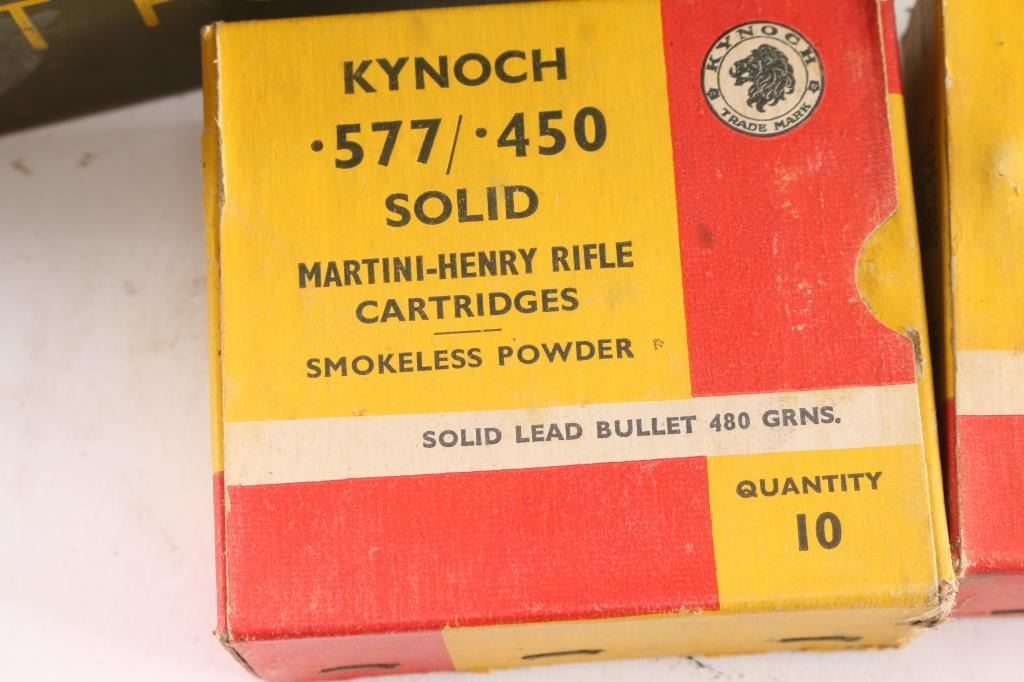 KYNOCH
·577/·450
SOLID
MARTINI-HENRY RIFLE
CARTRIDGES
SMOKELESS POWDER
KYNOCH
TRADE MARK
SOLID LEAD BULLET 480 GRNS.
QUANTITY
10